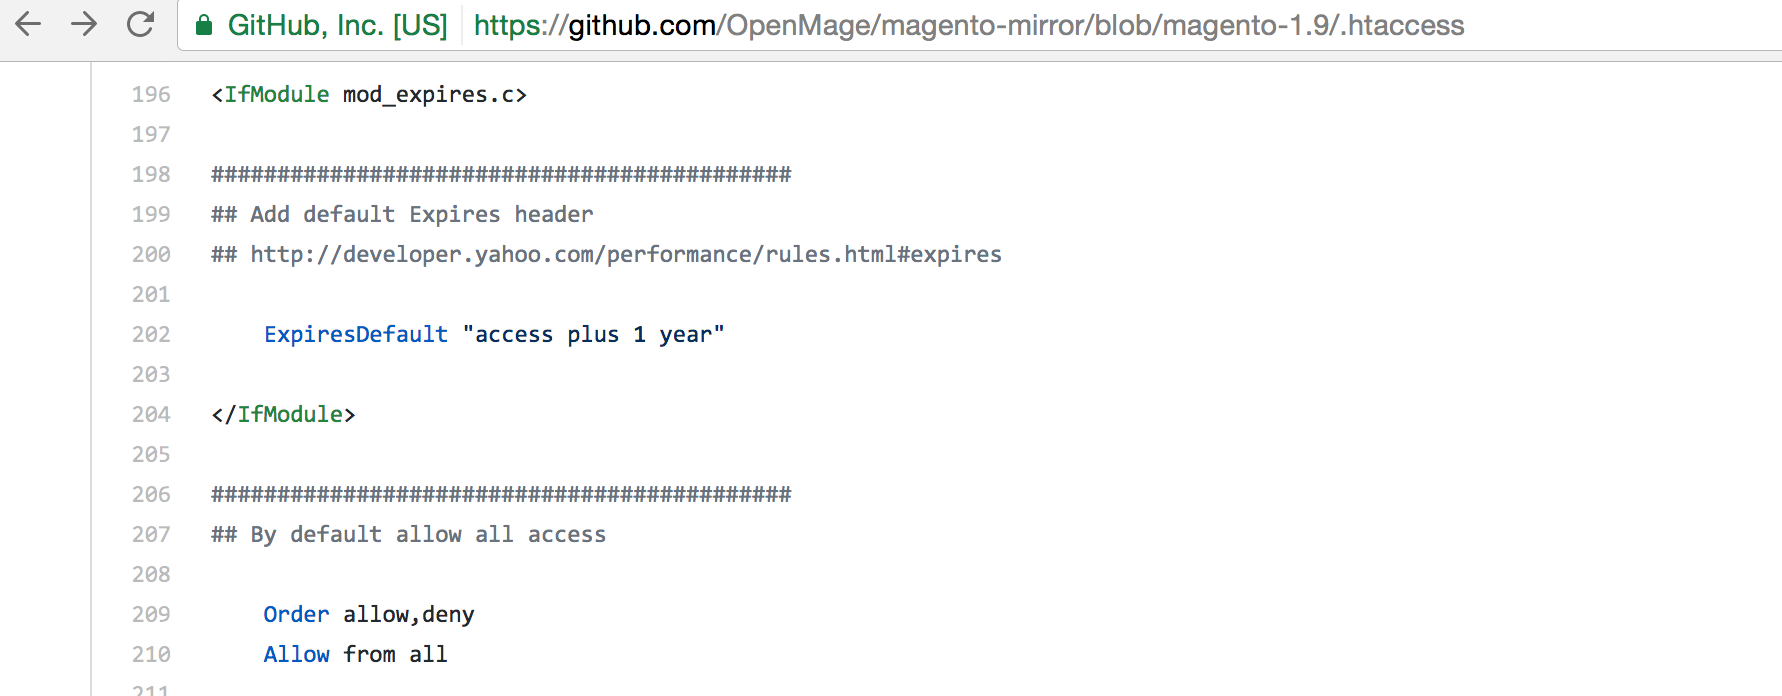 GitHub, Inc. [US] https://github.com/OpenMage/magento-mirror/blob/magento-1.9/.htaccess
196 <IfModule mod_expires.c>
197
198 ############################################
199 ## Add default Expires header
200 ## http://developer.yahoo.com/performance/rules.html#expires
201
202 ExpiresDefault "access plus 1 year"
203
204 </IfModule>
205
206 ############################################
207 ## By default allow all access
208
209 Order allow,deny
210 Allow from all
211